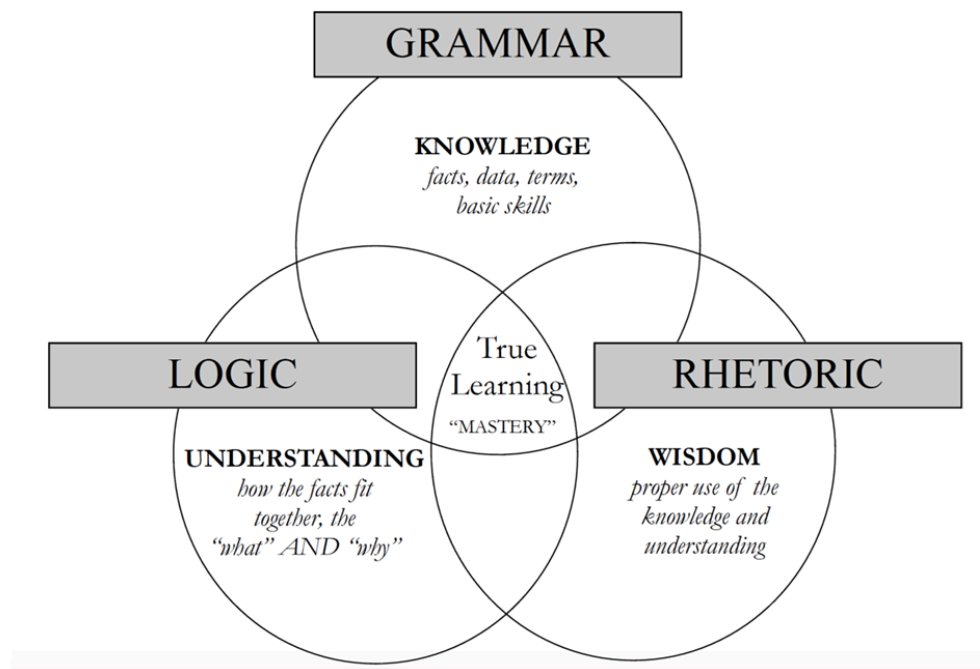 GRAMMAR
KNOWLEDGE
facts, data, terms,
basic skills
True
Learning
“MASTERY”
LOGIC
RHETORIC
UNDERSTANDING
how the facts fit
together, the
“what” AND “why”
WISDOM
proper use of the
knowledge and
understanding